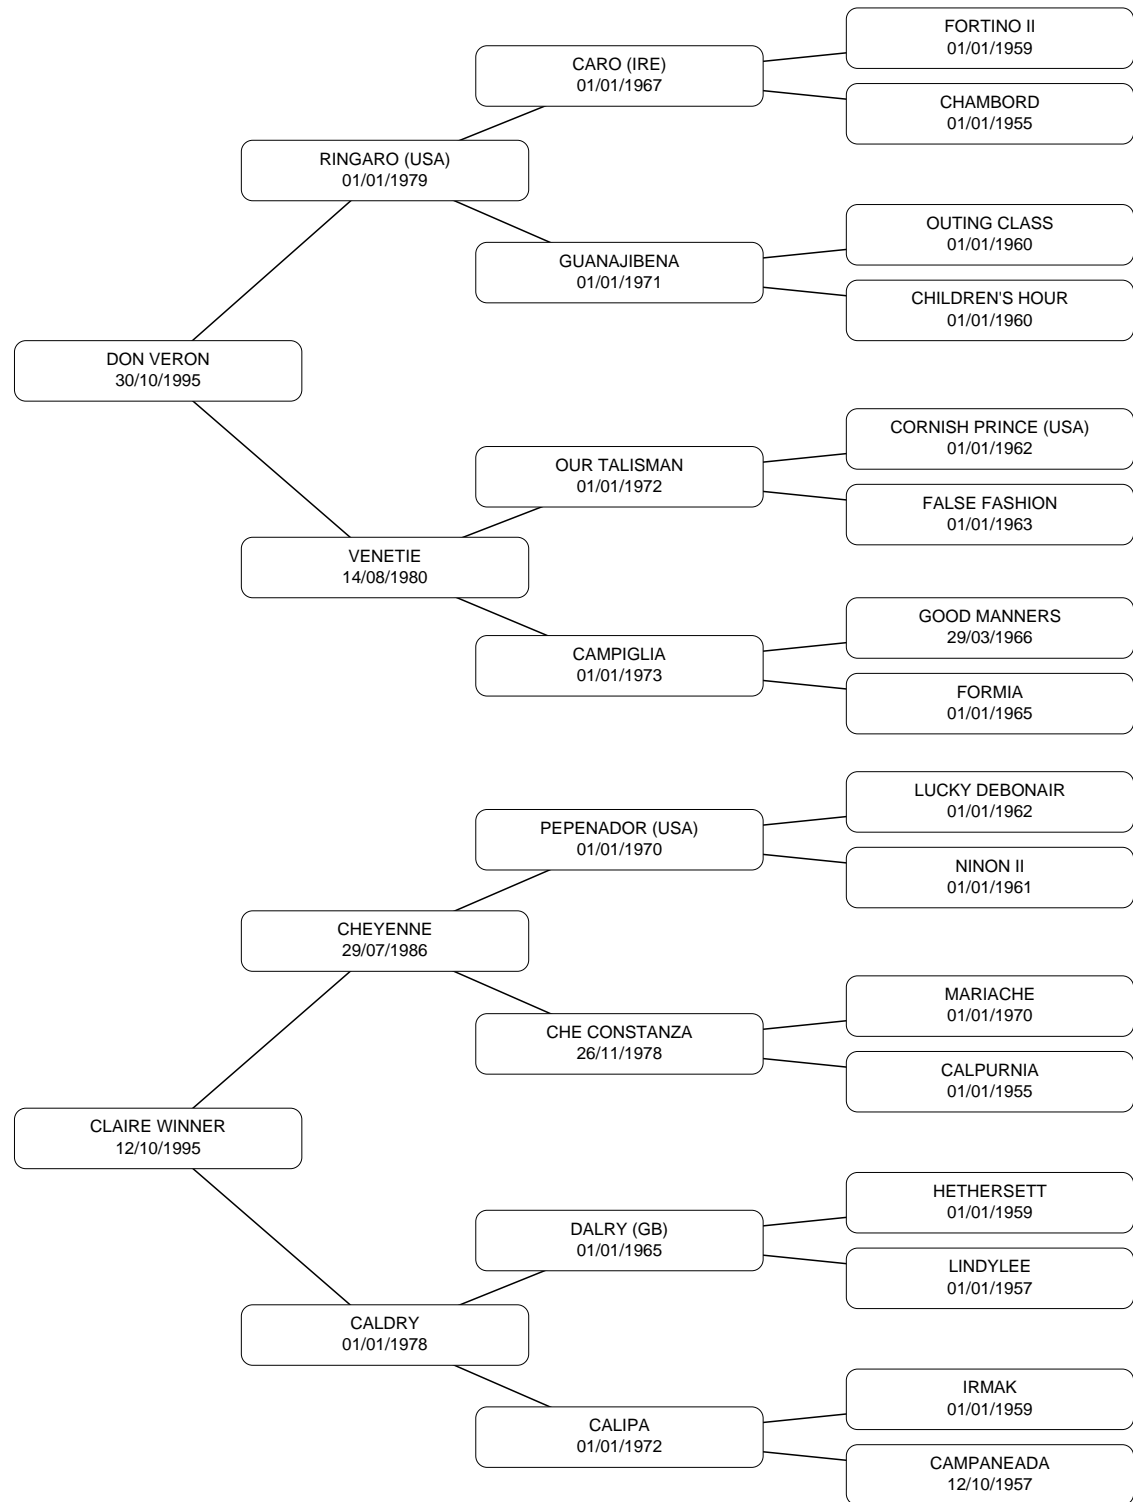 FORTINO II
01/01/1959
CARO (IRE)
01/01/1967
CHAMBORD
01/01/1955
RINGARO (USA)
01/01/1979
OUTING CLASS
01/01/1960
GUANAJIBENA
01/01/1971
CHILDREN'S HOUR
01/01/1960
DON VERON
30/10/1995
CORNISH PRINCE (USA)
01/01/1962
OUR TALISMAN
01/01/1972
FALSE FASHION
01/01/1963
VENETIE
14/08/1980
GOOD MANNERS
29/03/1966
CAMPIGLIA
01/01/1973
FORMIA
01/01/1965
LUCKY DEBONAIR
01/01/1962
PEPENADOR (USA)
01/01/1970
NINON II
01/01/1961
CHEYENNE
29/07/1986
MARIACHE
01/01/1970
CHE CONSTANZA
26/11/1978
CALPURNIA
01/01/1955
CLAIRE WINNER
12/10/1995
HETHERSETT
01/01/1959
DALRY (GB)
01/01/1965
LINDYLEE
01/01/1957
CALDRY
01/01/1978
IRMAK
01/01/1959
CALIPA
01/01/1972
CAMPANEADA
12/10/1957